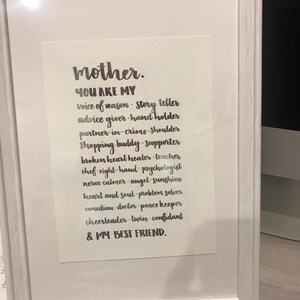 mother.
YOU ARE MY
voice of reason · story teller
advice giver · hand holder
partner-in-crime · shoulder
shopping buddy · supporter
broken heart healer · teacher
chef · right-hand · psychologist
nerve calmer · angel · sunshine
heart and soul · problem solver
comedian · doctor · peace keeper
cheerleader · twin · confidant
& MY BEST FRIEND.